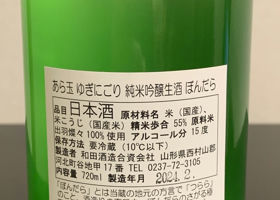 あら玉 ゆぎにごり 純米吟醸生酒 ぼんだら
品目 日本酒 原材料名 米（国産）、
米こうじ（国産米）精米歩合 55% 原料米
出羽燦々100%使用 アルコール分 15度
保存方法 要冷蔵（10℃以下）
製造者 和田酒造合資会社 山形県西村山郡
河北町谷地甲17番 TEL 0237-72-3105
内容量 720ml 製造年月 2024.2.
「ぼんだら」とは当蔵の地元の方言で「つらら」